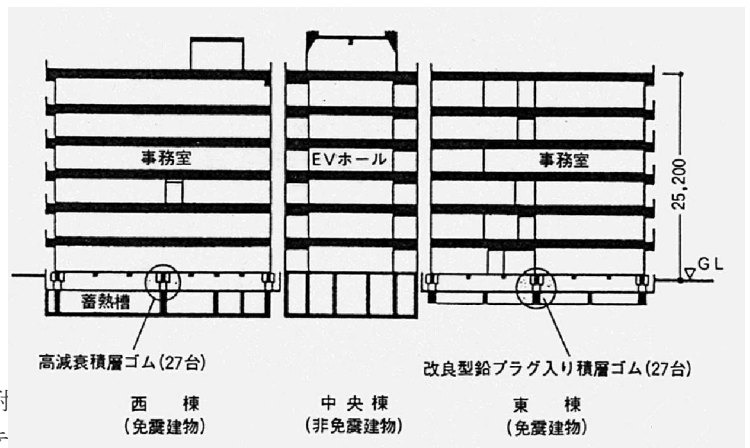 事務室
EVホール
事務室
25,200
GL
蓄熱槽
高減衰積層ゴム(27台)
改良型鉛プラグ入り積層ゴム(27台)
西棟
(免震建物)
中央棟
(非免震建物)
東棟
(免震建物)